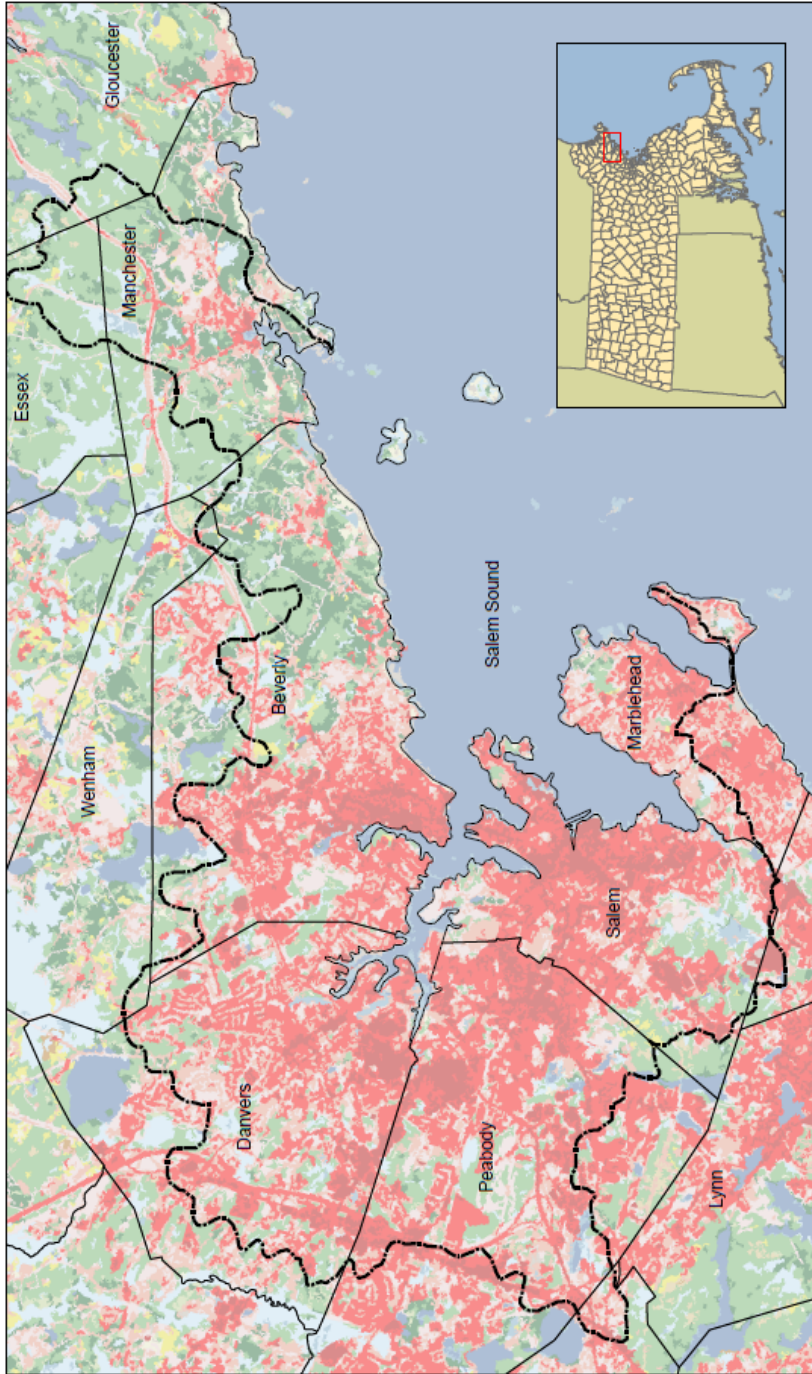 Gloucester
Essex
Manchester
Wenham
Beverly
Salem Sound
Marblehead
Danvers
Salem
Peabody
Lynn